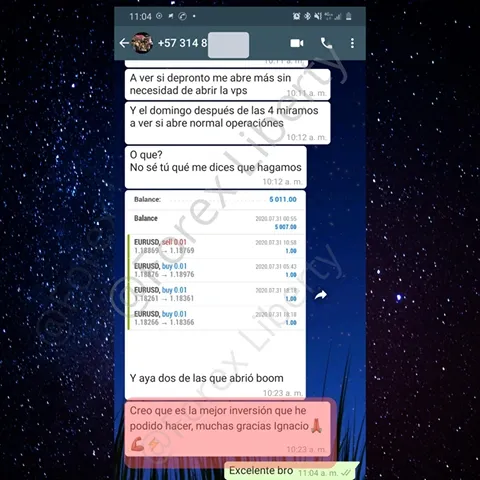 11:04
+57 314 8
10:11 a. m.
A ver si depronto me abre más sin
necesidad de abrir la vps
10:11 a. m.
Y el domingo después de las 4 miramos
a ver si abre normal operaciónes
10:12 a. m.
O que?
No sé tú qué me dices que hagamos
10:12 a. m.
Balance: 5 011.00
Balance 2020.07.31 00:55
5 007.00
EURUSD, sell 0.01 2020.07.31 10:58
1.18869 → 1.18769 1.00
EURUSD, buy 0.01 2020.07.31 05:43
1.18876 → 1.18976 1.00
EURUSD, buy 0.01 2020.07.31 18:18
1.18261 → 1.18361 1.00
EURUSD, buy 0.01 2020.07.31 18:18
1.18266 → 1.18366 1.00
Y aya dos de las que abrió boom
10:23 a. m.
Creo que es la mejor inversión que he
podido hacer, muchas gracias Ignacio🙏
💪
10:23 a. m.
Excelente bro 11:04 a. m.
@Forex Liberty
@Forex Liberty